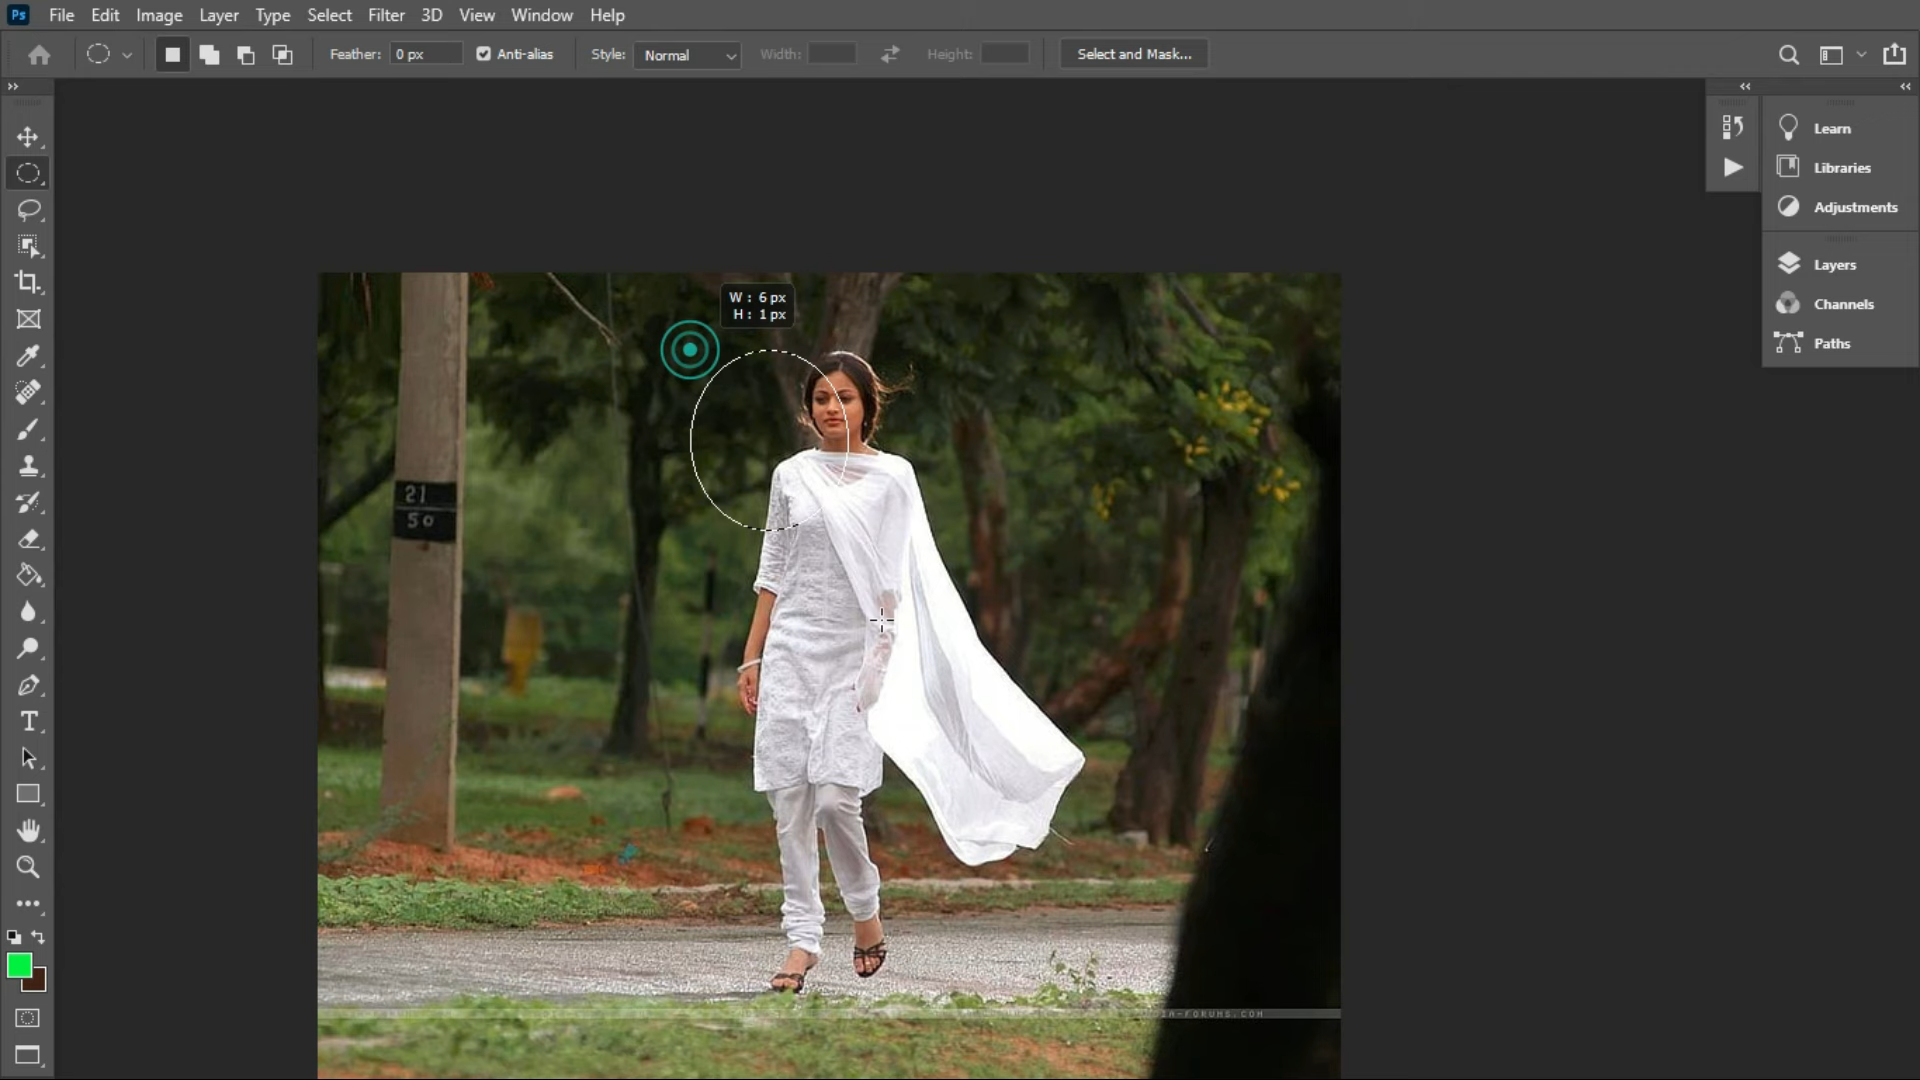 Ps File Edit Image Layer Type Select Filter 3D View Window Help
Feather: 0 px Anti-alias Style: Normal Width: Height: Select and Mask...
Learn
Libraries
Adjustments
Layers
Channels
Paths
W : 6 px
H : 1 px
21
50
T